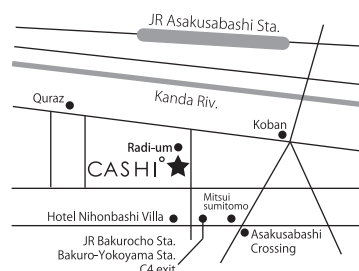 JR Asakusabashi Sta.
Kanda Riv.
Quraz
Koban
Radi-um
CASHI°
Mitsui
sumitomo
Hotel Nihonbashi Villa
JR Bakurocho Sta.
Bakuro-Yokoyama Sta.
C4 exit
Asakusabashi
Crossing